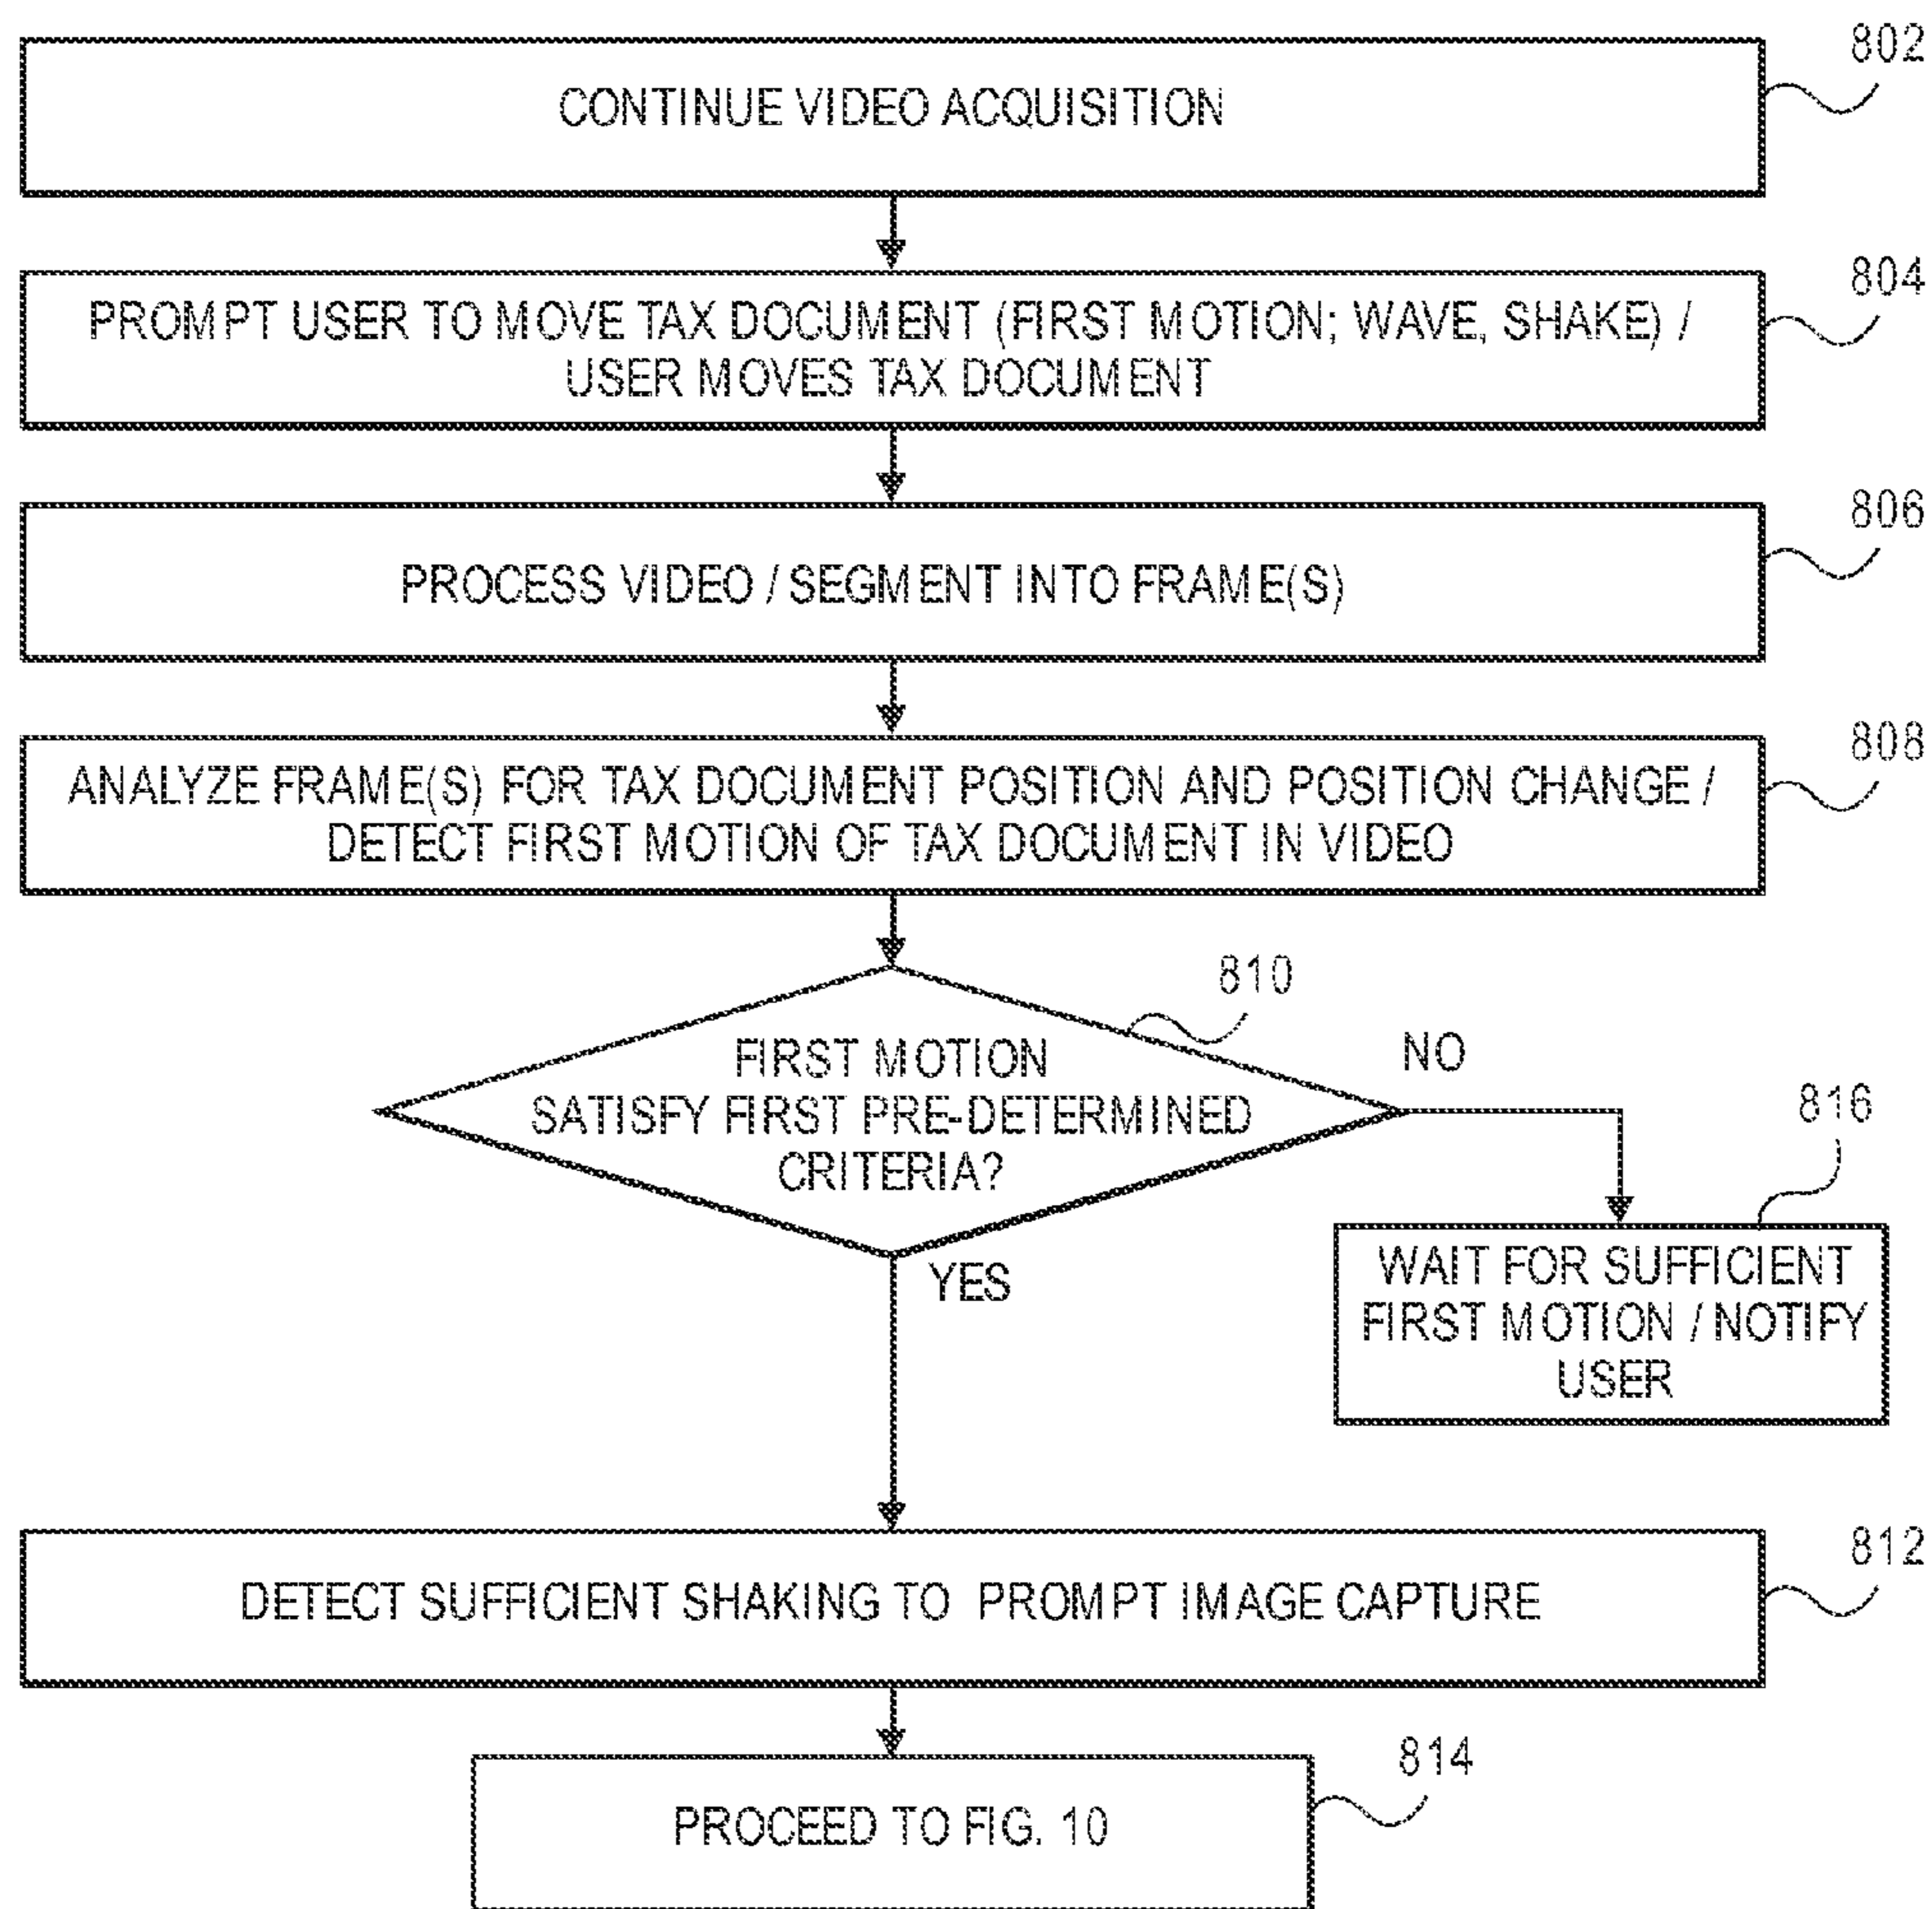 802
CONTINUE VIDEO ACQUISITION
804
PROMPT USER TO MOVE TAX DOCUMENT (FIRST MOTION; WAVE, SHAKE) /
USER MOVES TAX DOCUMENT
806
PROCESS VIDEO / SEGMENT INTO FRAME(S)
808
ANALYZE FRAME(S) FOR TAX DOCUMENT POSITION AND POSITION CHANGE /
DETECT FIRST MOTION OF TAX DOCUMENT IN VIDEO
810
FIRST MOTION
SATISFY FIRST PRE-DETERMINED
CRITERIA?
NO
816
WAIT FOR SUFFICIENT
FIRST MOTION / NOTIFY
USER
YES
812
DETECT SUFFICIENT SHAKING TO PROMPT IMAGE CAPTURE
814
PROCEED TO FIG. 10